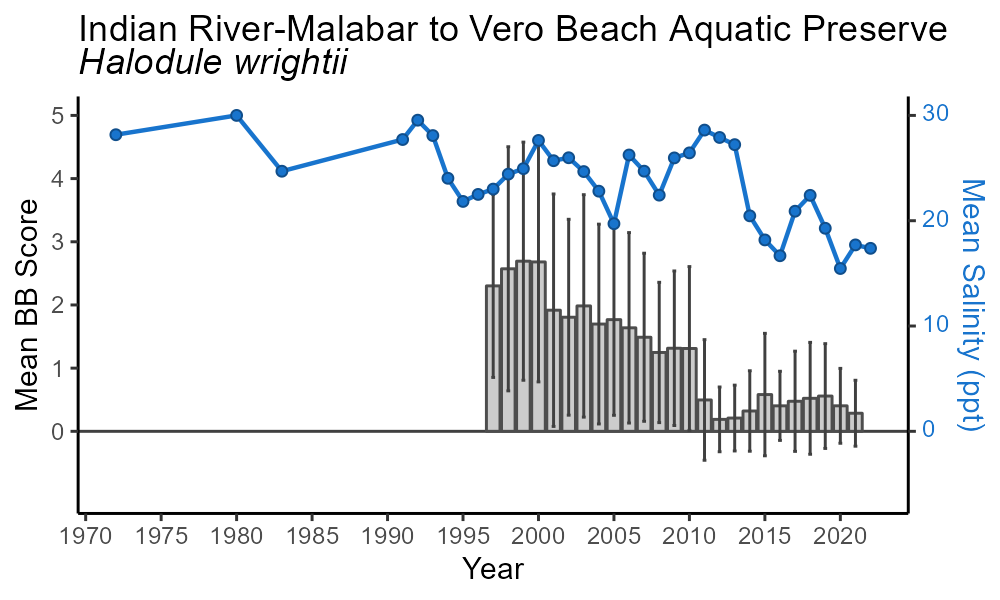 Indian River-Malabar to Vero Beach Aquatic Preserve
Halodule wrightii
5
4
3
2
1
0
Mean BB Score
30
20
10
0
Mean Salinity (ppt)
1970 1975 1980 1985 1990 1995 2000 2005 2010 2015 2020
Year